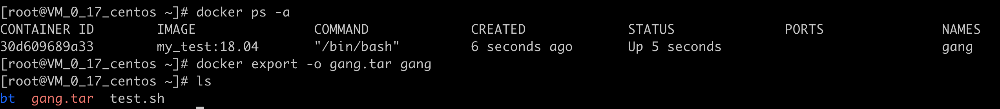 [root@VM_0_17_centos ~]# docker ps -a
CONTAINER ID        IMAGE               COMMAND             CREATED             STATUS              PORTS               NAMES
30d609689a33        my_test:18.04       "/bin/bash"         6 seconds ago       Up 5 seconds                            gang
[root@VM_0_17_centos ~]# docker export -o gang.tar gang
[root@VM_0_17_centos ~]# ls
bt  gang.tar  test.sh